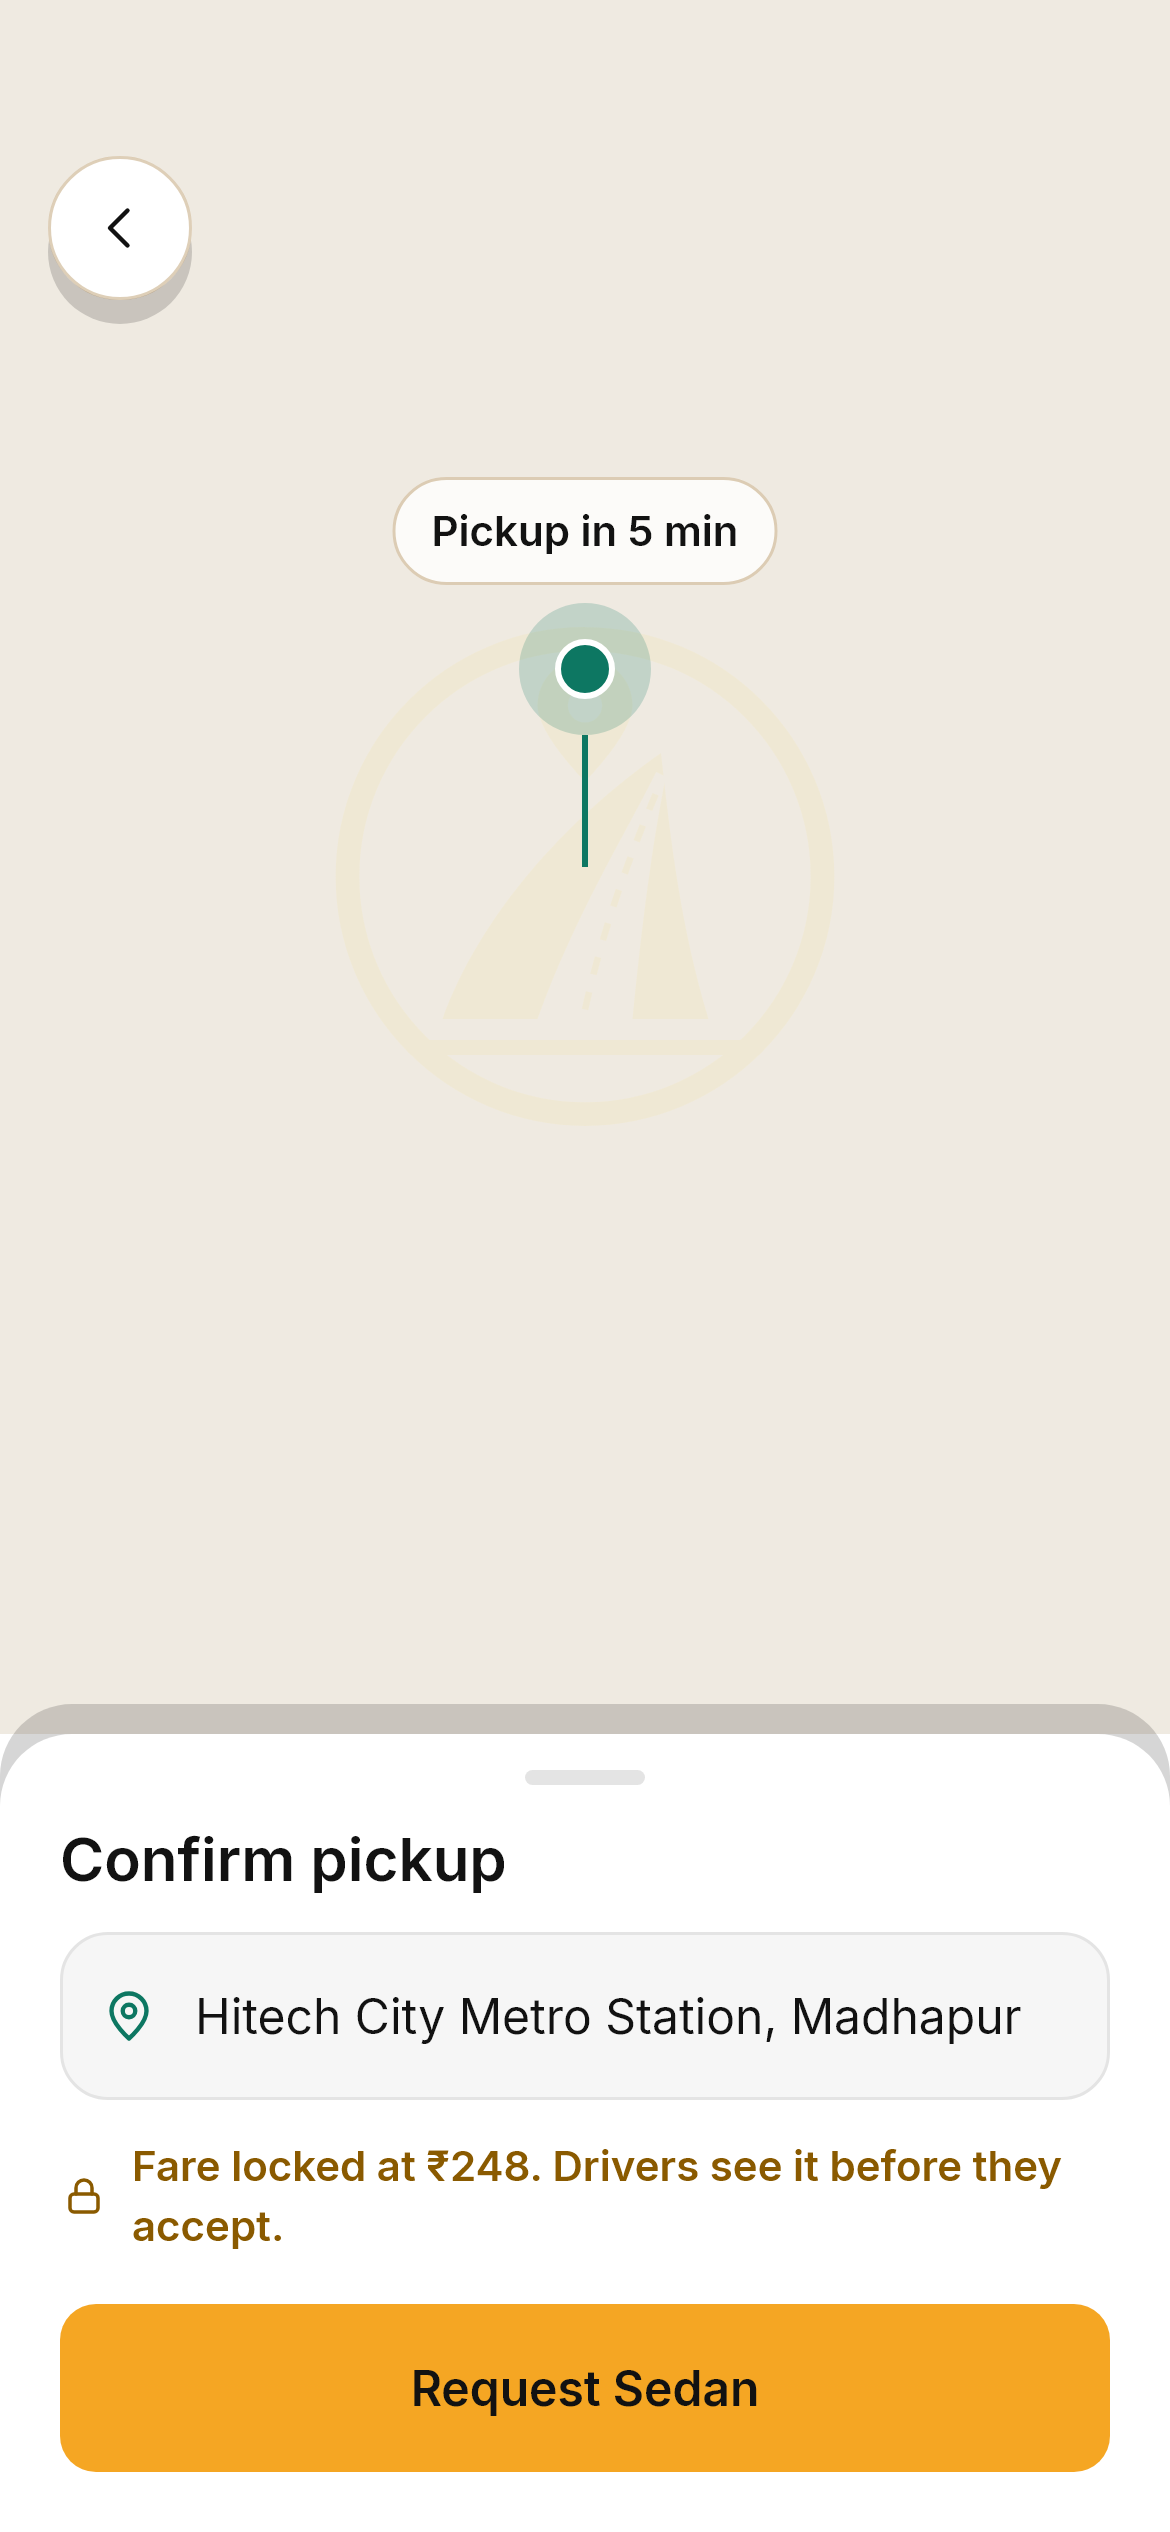 Pickup in 5 min
Confirm pickup
Hitech City Metro Station, Madhapur
Fare locked at ₹248. Drivers see it before they
accept.
Request Sedan